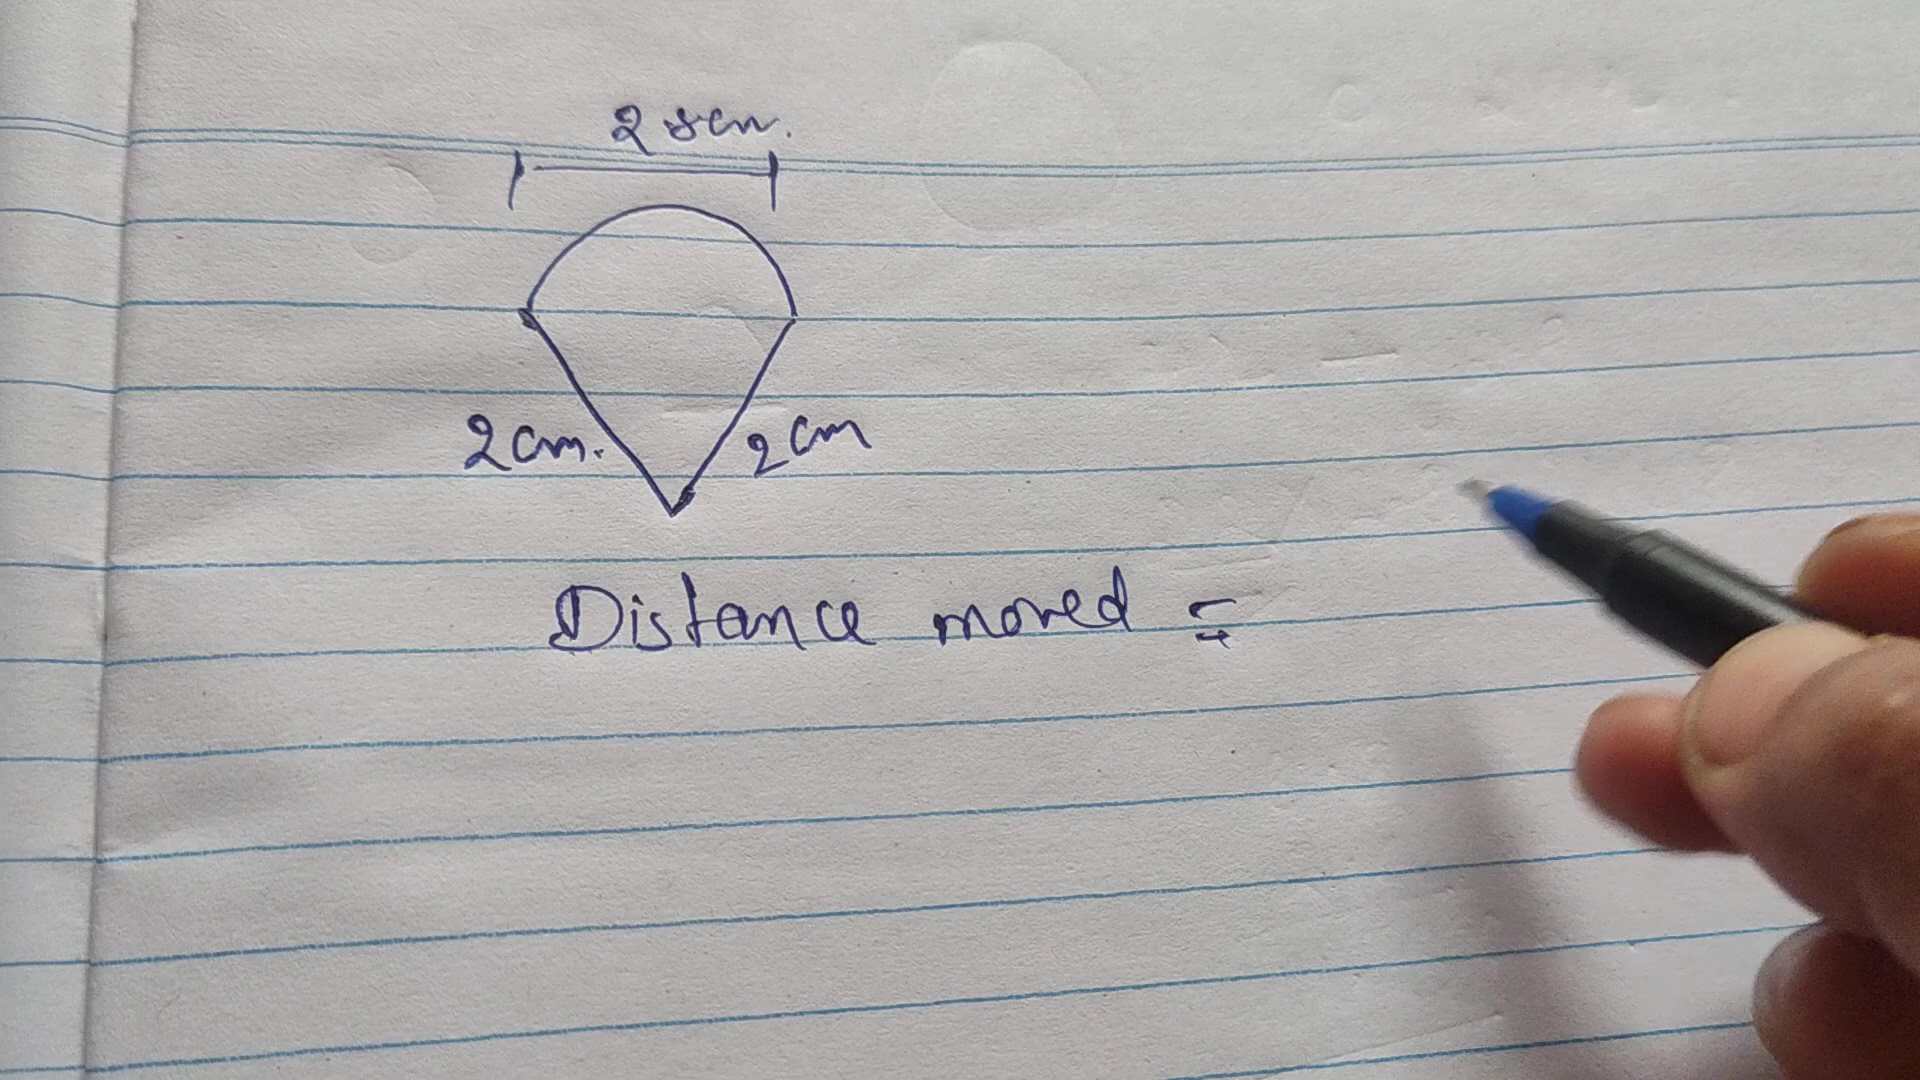 2.8cm.
2cm.
2cm
Distance moved =